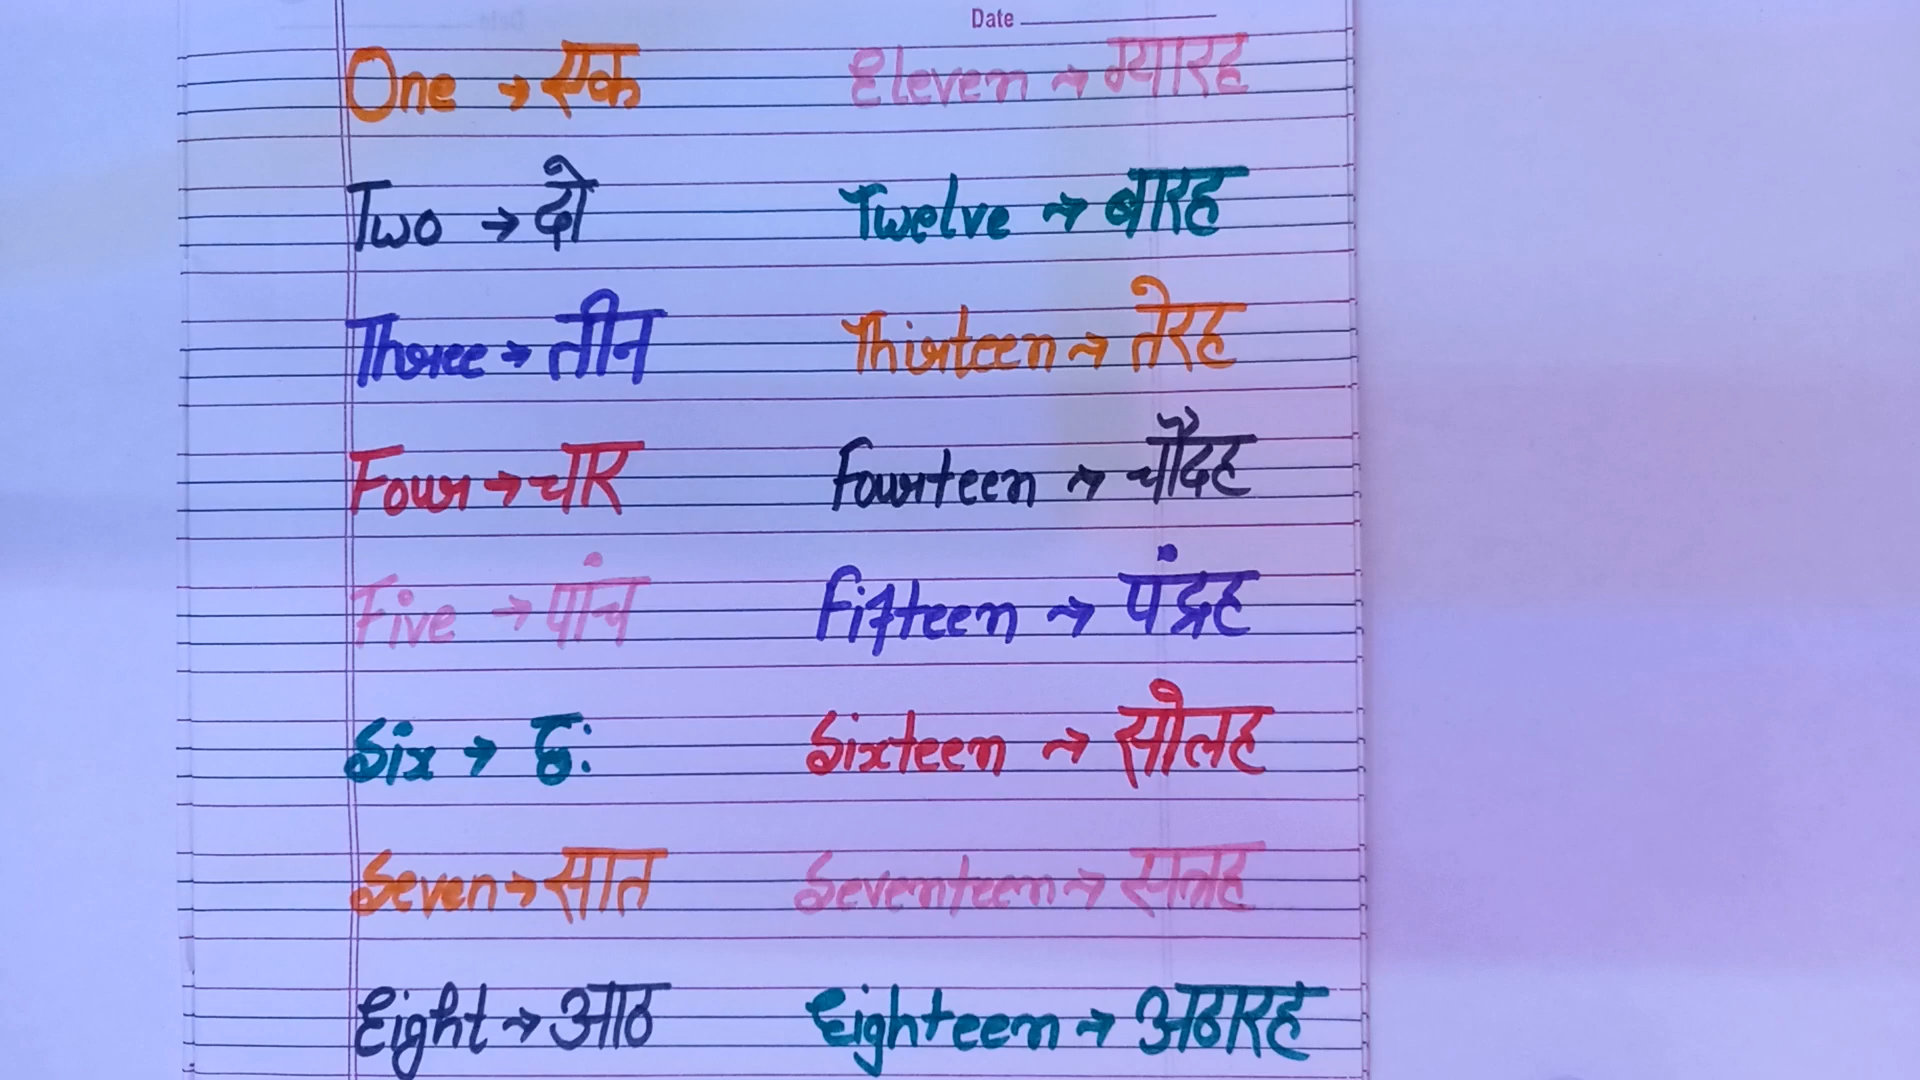 Date
One → एक Eleven → ग्यारह
Two → दो Twelve → बारह
Three → तीन Thirteen → तेरह
Four → चार Fourteen → चौदह
Five → पांच Fifteen → पंद्रह
Six → छ: Sixteen → सोलह
Seven → सात Seventeen → सत्रह
Eight → आठ Eighteen → अठारह